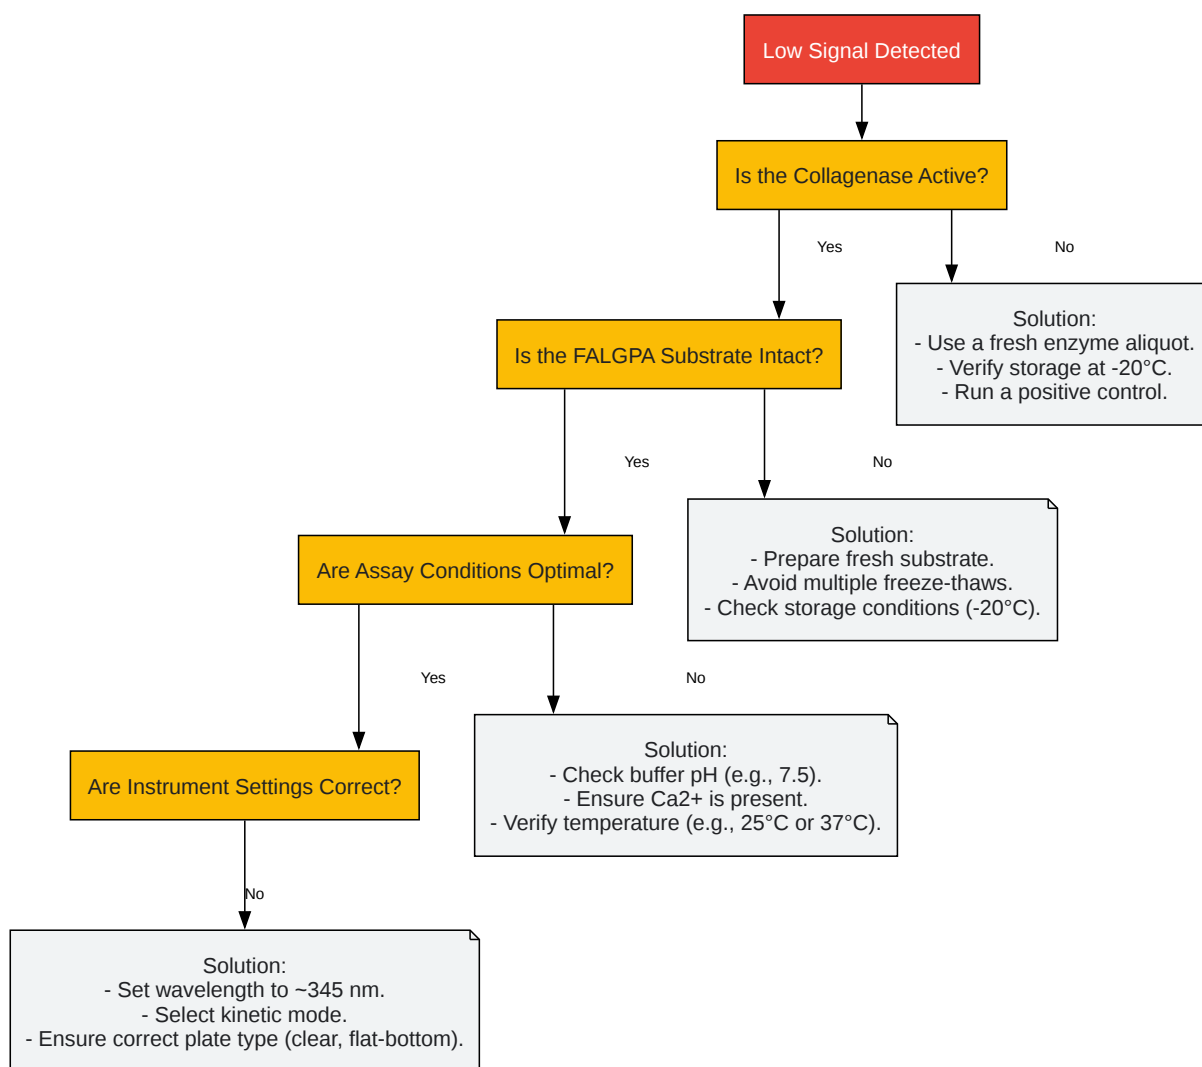 Low Signal Detected
Is the Collagenase Active?
Yes
No
Solution:
- Use a fresh enzyme aliquot.
- Verify storage at -20°C.
- Run a positive control.
Is the FALGPA Substrate Intact?
Yes
No
Solution:
- Prepare fresh substrate.
- Avoid multiple freeze-thaws.
- Check storage conditions (-20°C).
Are Assay Conditions Optimal?
Yes
No
Solution:
- Check buffer pH (e.g., 7.5).
- Ensure Ca2+ is present.
- Verify temperature (e.g., 25°C or 37°C).
Are Instrument Settings Correct?
No
Solution:
- Set wavelength to ~345 nm.
- Select kinetic mode.
- Ensure correct plate type (clear, flat-bottom).